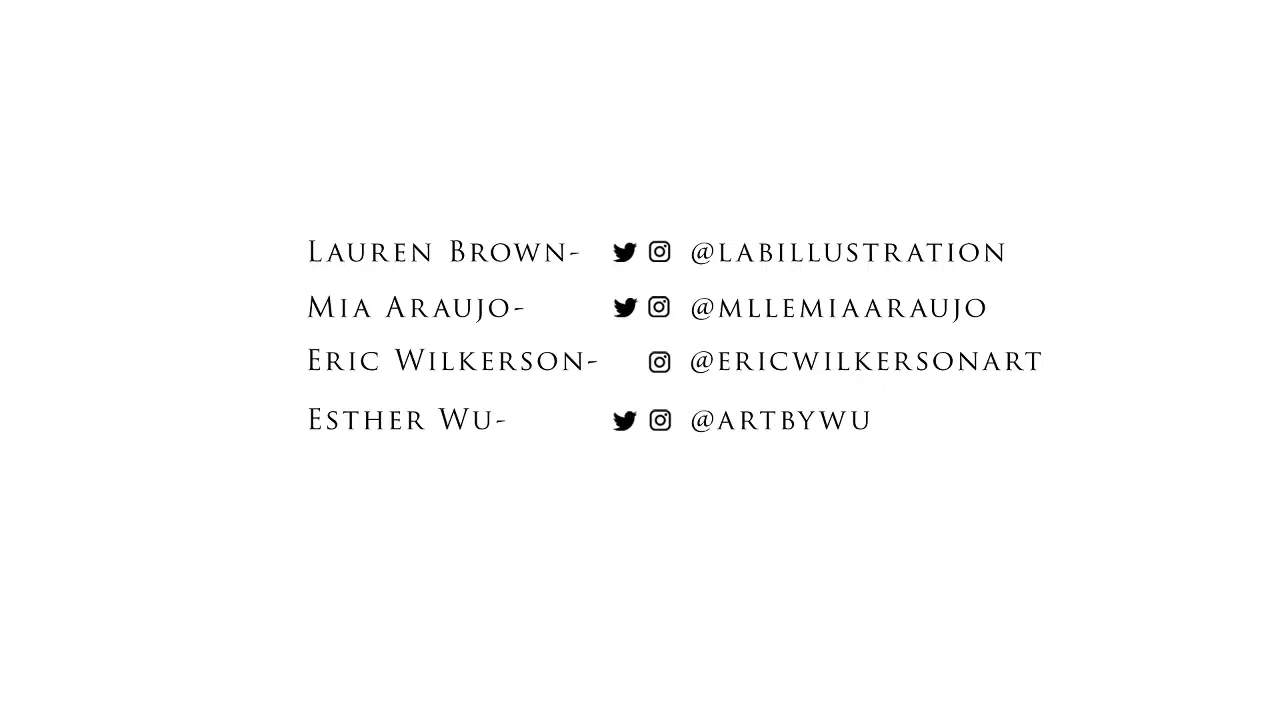 Lauren Brown- @labillustration
Mia Araujo- @mllemiaaraujo
Eric Wilkerson- @ericwilkersonart
Esther Wu- @artbywu